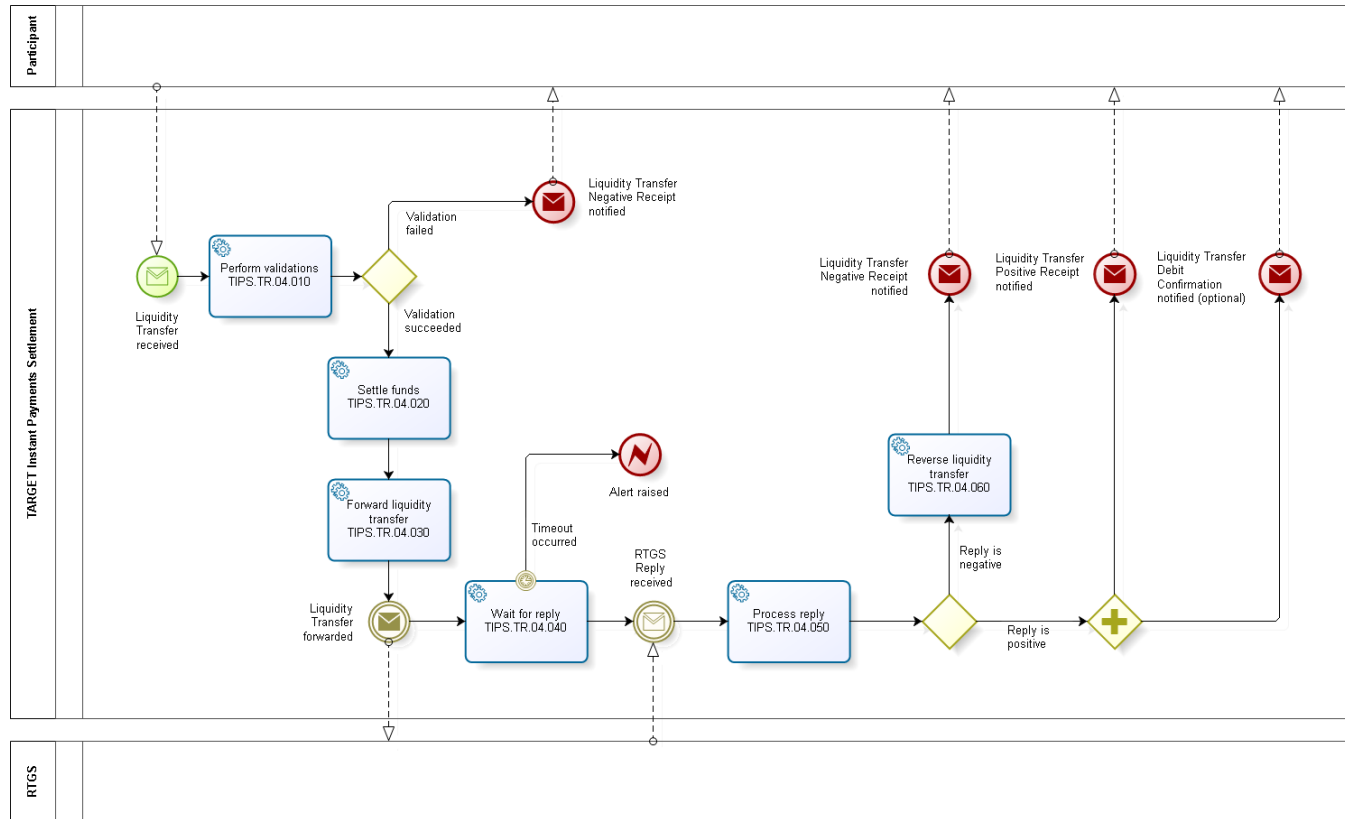 Participant
TARGET Instant Payments Settlement
RTGS
Liquidity
Transfer
received
Perform validations
TIPS.TR.04.010
Validation
failed
Liquidity Transfer
Negative Receipt
notified
Validation
succeeded
Settle funds
TIPS.TR.04.020
Forward liquidity
transfer
TIPS.TR.04.030
Liquidity
Transfer
forwarded
Wait for reply
TIPS.TR.04.040
Timeout
occurred
Alert raised
RTGS
Reply
received
Process reply
TIPS.TR.04.050
Reply is
negative
Reverse liquidity
transfer
TIPS.TR.04.060
Liquidity Transfer
Negative Receipt
notified
Reply is
positive
Liquidity Transfer
Positive Receipt
notified
Liquidity Transfer
Debit
Confirmation
notified (optional)